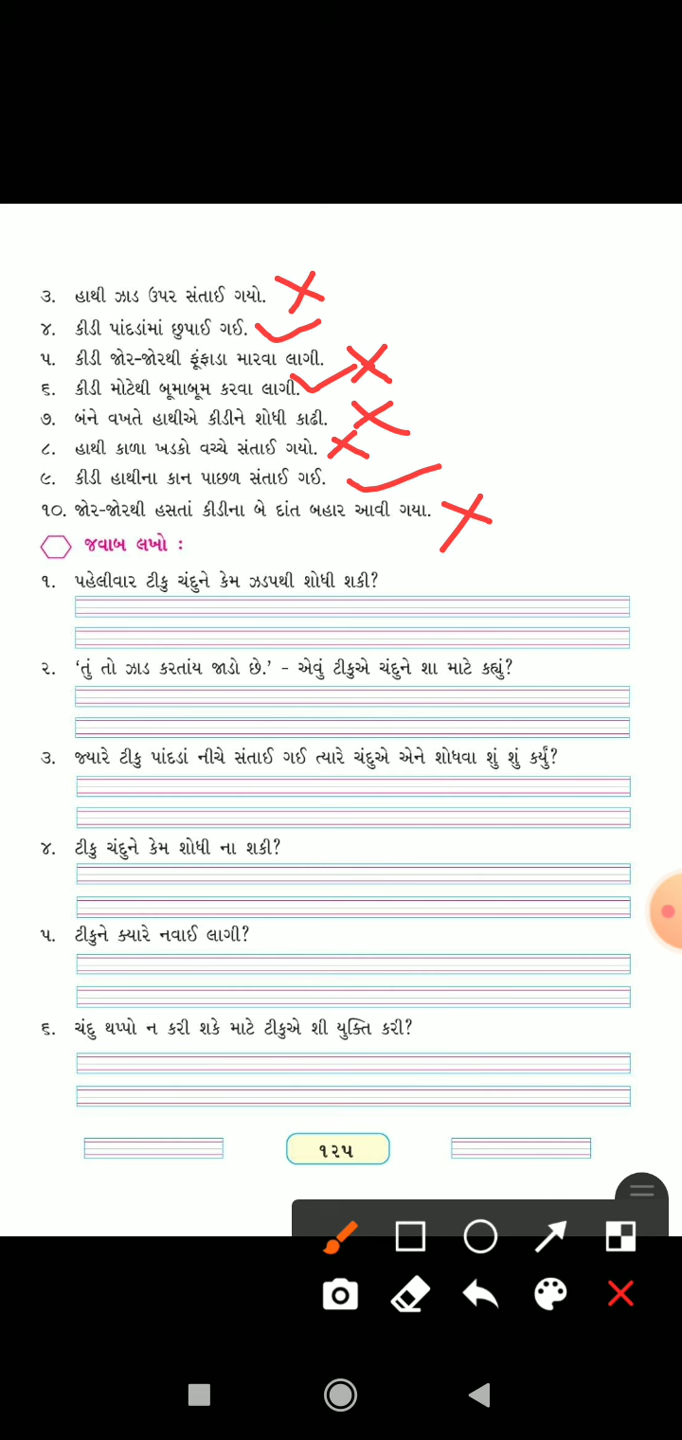 ૩. હાથી ઝાડ ઉપર સંતાઈ ગયો.
૪. કીડી પાંદડાંમાં છુપાઈ ગઈ.
૫. કીડી જોર-જોરથી ફૂંફાડા મારવા લાગી.
૬. કીડી મોટેથી બૂમાબૂમ કરવા લાગી.
૭. બંને વખતે હાથીએ કીડીને શોધી કાઢી.
૮. હાથી કાળા ખડકો વચ્ચે સંતાઈ ગયો.
૯. કીડી હાથીના કાન પાછળ સંતાઈ ગઈ.
૧૦. જોર-જોરથી હસતાં કીડીના બે દાંત બહાર આવી ગયા.
જવાબ લખો :
૧. પહેલીવાર ટીકુ ચંદુને કેમ ઝડપથી શોધી શકી?
૨. ‘તું તો ઝાડ કરતાંય જાડો છે.’ - એવું ટીકુએ ચંદુને શા માટે કહ્યું?
૩. જ્યારે ટીકુ પાંદડાં નીચે સંતાઈ ગઈ ત્યારે ચંદુએ એને શોધવા શું શું કર્યું?
૪. ટીકુ ચંદુને કેમ શોધી ના શકી?
૫. ટીકુને ક્યારે નવાઈ લાગી?
૬. ચંદુ થપ્પો ન કરી શકે માટે ટીકુએ શી યુક્તિ કરી?
૧૨૫